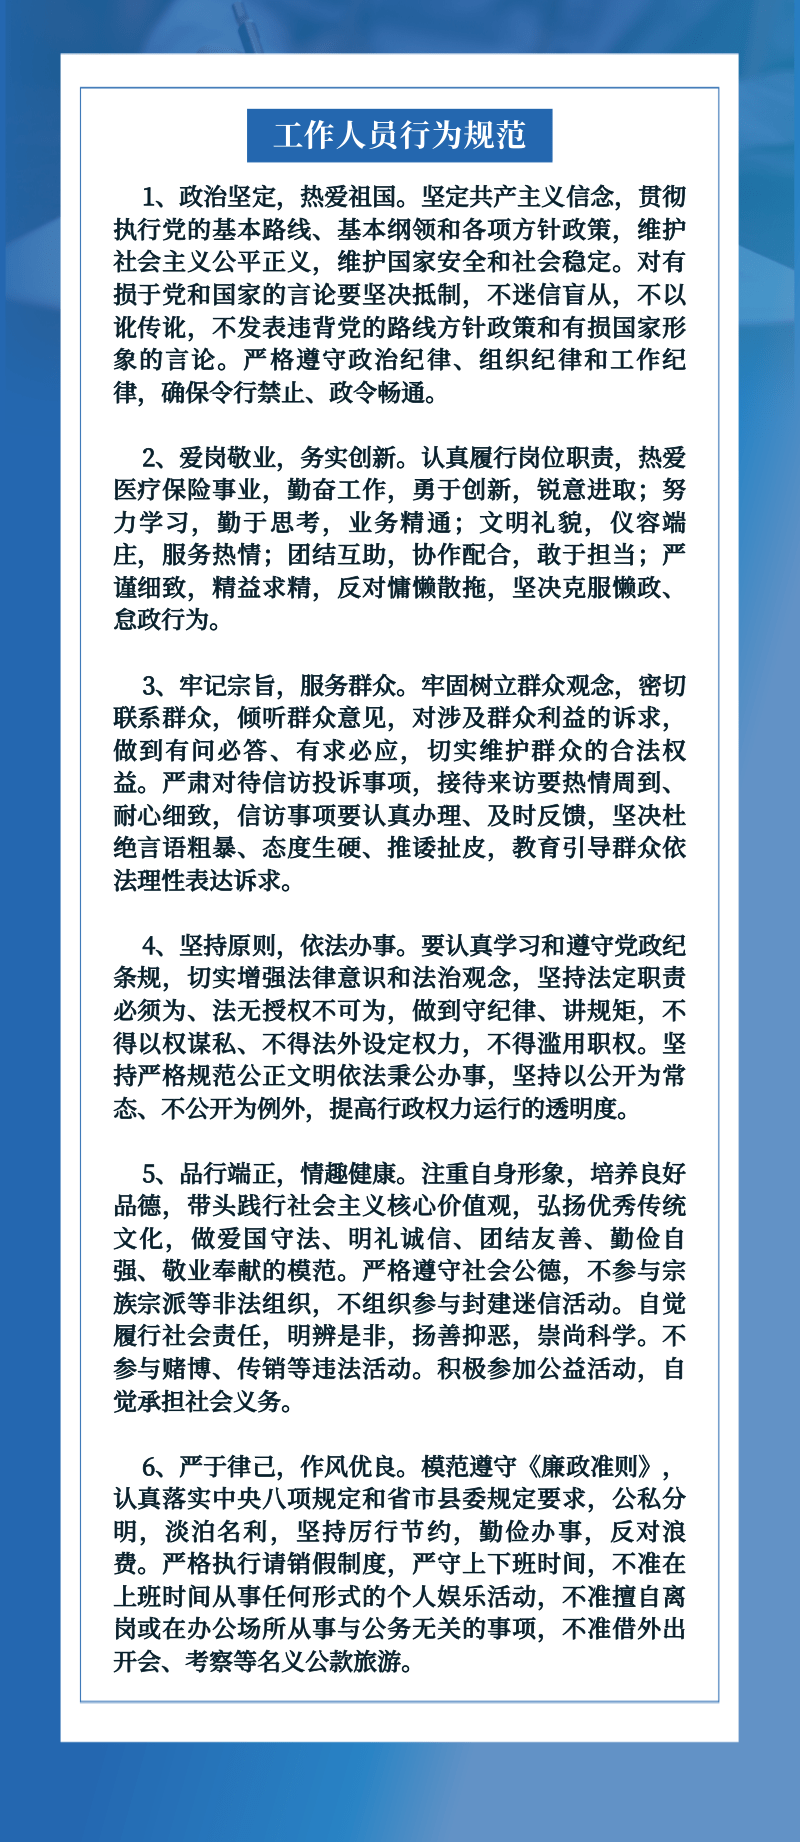 工作人员行为规范
1、政治坚定，热爱祖国。坚定共产主义信念，贯彻
执行党的基本路线、基本纲领和各项方针政策，维护
社会主义公平正义，维护国家安全和社会稳定。对有
损于党和国家的言论要坚决抵制，不迷信盲从，不以
讹传讹，不发表违背党的路线方针政策和有损国家形
象的言论。严格遵守政治纪律、组织纪律和工作纪
律，确保令行禁止、政令畅通。
2、爱岗敬业，务实创新。认真履行岗位职责，热爱
医疗保险事业，勤奋工作，勇于创新，锐意进取；努
力学习，勤于思考，业务精通；文明礼貌，仪容端
庄，服务热情；团结互助，协作配合，敢于担当；严
谨细致，精益求精，反对慵懒散拖，坚决克服懒政、
怠政行为。
3、牢记宗旨，服务群众。牢固树立群众观念，密切
联系群众，倾听群众意见，对涉及群众利益的诉求，
做到有问必答、有求必应，切实维护群众的合法权
益。严肃对待信访投诉事项，接待来访要热情周到、
耐心细致，信访事项要认真办理、及时反馈，坚决杜
绝言语粗暴、态度生硬、推诿扯皮，教育引导群众依
法理性表达诉求。
4、坚持原则，依法办事。要认真学习和遵守党政纪
条规，切实增强法律意识和法治观念，坚持法定职责
必须为、法无授权不可为，做到守纪律、讲规矩，不
得以权谋私、不得法外设定权力，不得滥用职权。坚
持严格规范公正文明依法秉公办事，坚持以公开为常
态、不公开为例外，提高行政权力运行的透明度。
5、品行端正，情趣健康。注重自身形象，培养良好
品德，带头践行社会主义核心价值观，弘扬优秀传统
文化，做爱国守法、明礼诚信、团结友善、勤俭自
强、敬业奉献的模范。严格遵守社会公德，不参与宗
族宗派等非法组织，不组织参与封建迷信活动。自觉
履行社会责任，明辨是非，扬善抑恶，崇尚科学。不
参与赌博、传销等违法活动。积极参加公益活动，自
觉承担社会义务。
6、严于律己，作风优良。模范遵守《廉政准则》，
认真落实中央八项规定和省市县委规定要求，公私分
明，淡泊名利，坚持厉行节约，勤俭办事，反对浪
费。严格执行请销假制度，严守上下班时间，不准在
上班时间从事任何形式的个人娱乐活动，不准擅自离
岗或在办公场所从事与公务无关的事项，不准借外出
开会、考察等名义公款旅游。